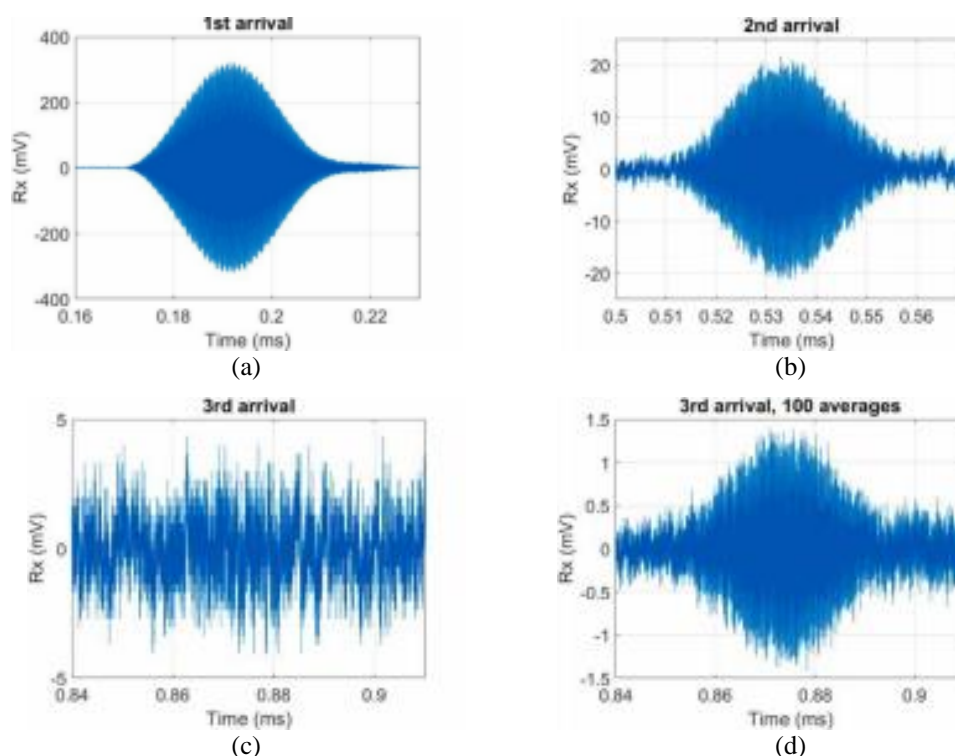 1st arrival
400
200
0
-200
-400
Rx (mV)
0.16 0.18 0.2 0.22
Time (ms)
(a)
2nd arrival
20
10
0
-10
-20
Rx (mV)
0.5 0.51 0.52 0.53 0.54 0.55 0.56
Time (ms)
(b)
3rd arrival
5
0
-5
Rx (mV)
0.84 0.86 0.88 0.9
Time (ms)
(c)
3rd arrival, 100 averages
1.5
1
0.5
0
-0.5
-1
-1.5
Rx (mV)
0.84 0.86 0.88 0.9
Time (ms)
(d)